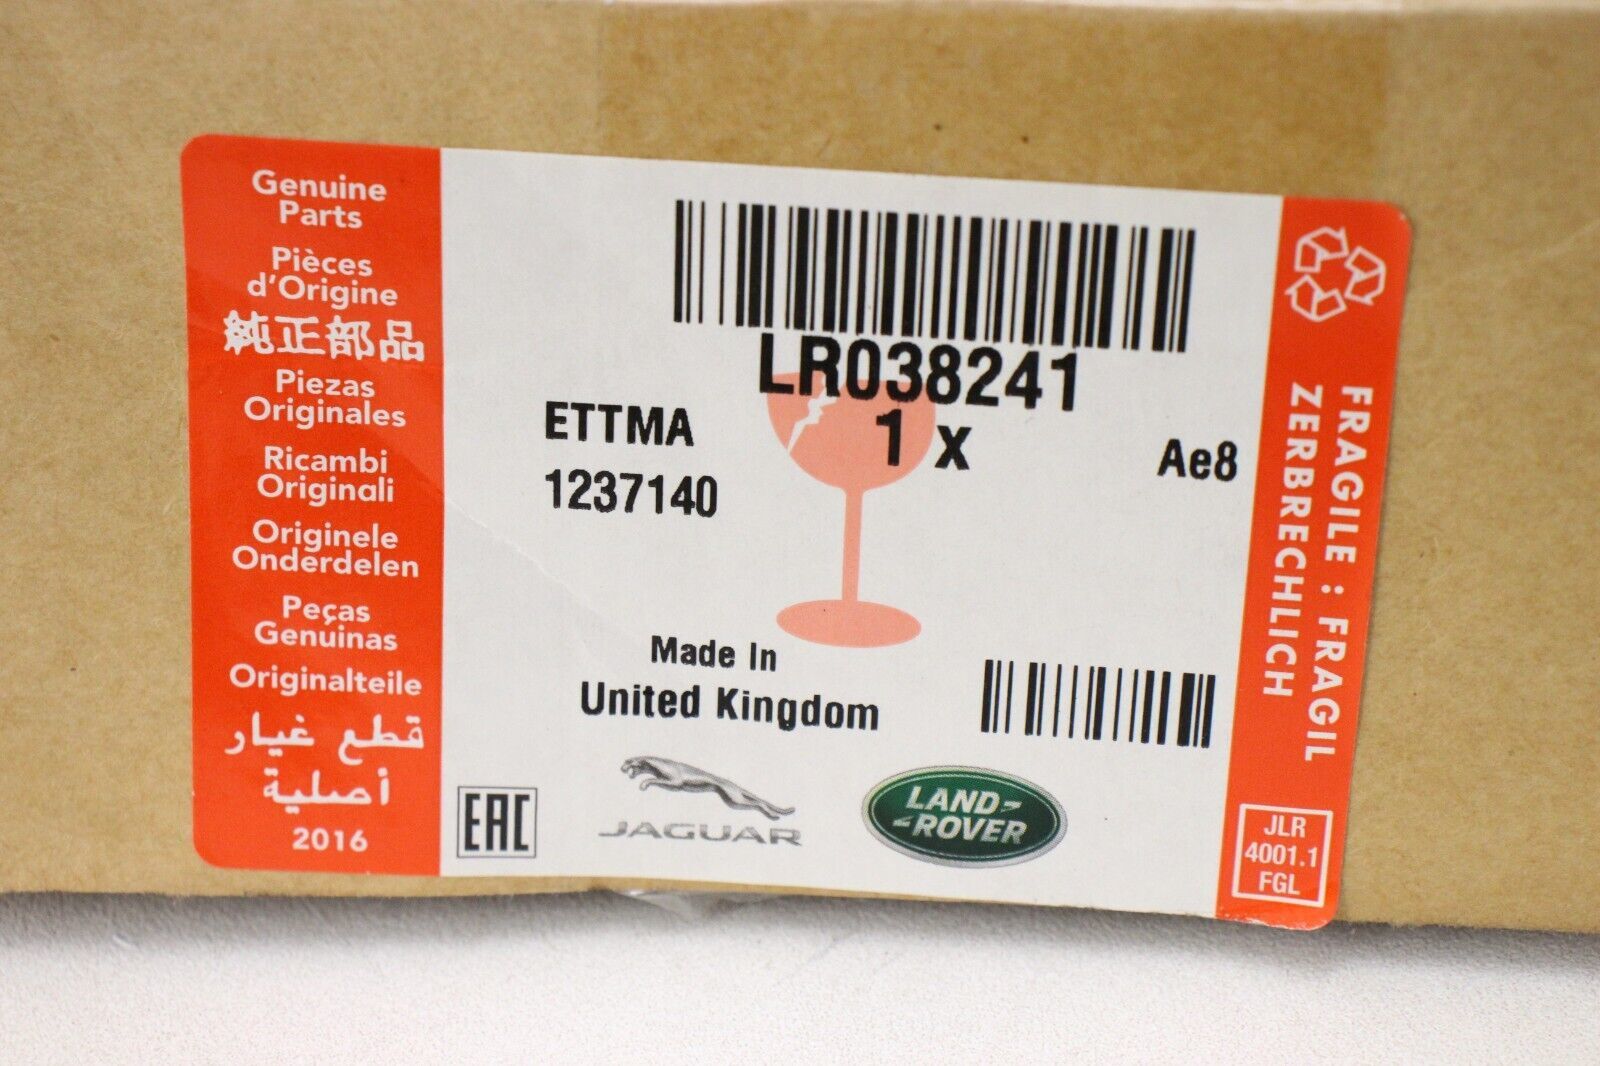 Genuine
Parts
Pièces
d'Origine
純正部品
Piezas
Originales
Ricambi
Originali
Originele
Onderdelen
Peças
Genuinas
Originalteile
قطع غيار
أصلية
2016
LR038241
1 x
ETTMA
1237140
Ae8
Made In
United Kingdom
EAC
JAGUAR
LAND-
-ROVER
FRAGILE : FRAGIL
ZERBRECHLICH
JLR
4001.1
FGL